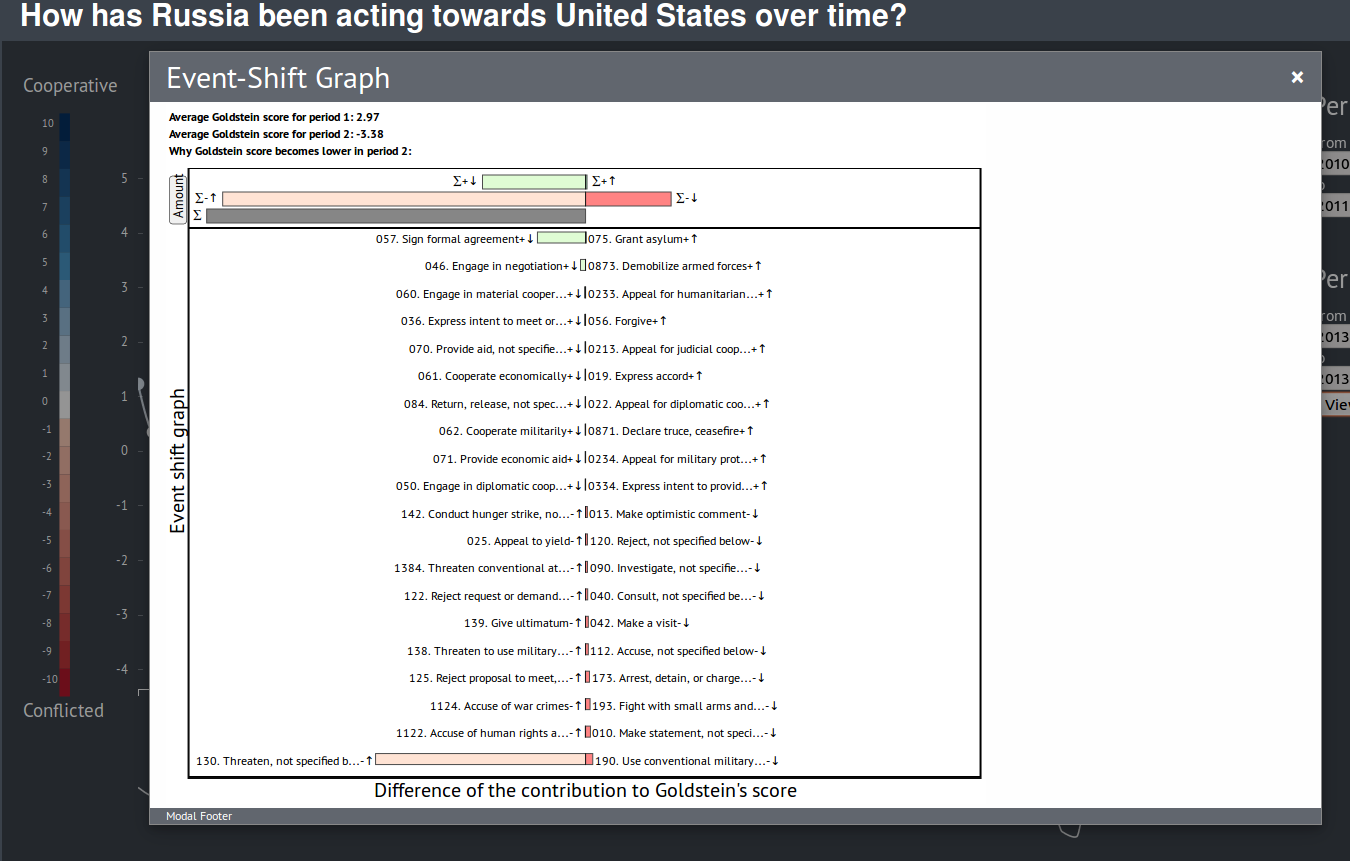 How has Russia been acting towards United States over time?
Event-Shift Graph
×
Cooperative
10
9
8
7
6
5
4
3
2
1
0
-1
-2
-3
-4
-5
-6
-7
-8
-9
-10
Conflicted
5
4
3
2
1
0
-1
-2
-3
-4
Average Goldstein score for period 1: 2.97
Average Goldstein score for period 2: -3.38
Why Goldstein score becomes lower in period 2:
Amount
Σ+↓ Σ+↑
Σ-↑ Σ-↓
Σ
Event shift graph
057. Sign formal agreement+↓ 075. Grant asylum+↑
046. Engage in negotiation+↓ 0873. Demobilize armed forces+↑
060. Engage in material cooper...+↓ 0233. Appeal for humanitarian...+↑
036. Express intent to meet or...+↓ 056. Forgive+↑
070. Provide aid, not specifie...+↓ 0213. Appeal for judicial coop...+↑
061. Cooperate economically+↓ 019. Express accord+↑
084. Return, release, not spec...+↓ 022. Appeal for diplomatic coo...+↑
062. Cooperate militarily+↓ 0871. Declare truce, ceasefire+↑
071. Provide economic aid+↓ 0234. Appeal for military prot...+↑
050. Engage in diplomatic coop...+↓ 0334. Express intent to provid...+↑
142. Conduct hunger strike, no...-↑ 013. Make optimistic comment-↓
025. Appeal to yield-↑ 120. Reject, not specified below-↓
1384. Threaten conventional at...-↑ 090. Investigate, not specifie...-↓
122. Reject request or demand...-↑ 040. Consult, not specified be...-↓
139. Give ultimatum-↑ 042. Make a visit-↓
138. Threaten to use military...-↑ 112. Accuse, not specified below-↓
125. Reject proposal to meet,...-↑ 173. Arrest, detain, or charge...-↓
1124. Accuse of war crimes-↑ 193. Fight with small arms and...-↓
1122. Accuse of human rights a...-↑ 010. Make statement, not speci...-↓
130. Threaten, not specified b...-↑ 190. Use conventional military...-↓
Difference of the contribution to Goldstein's score
Modal Footer
Per
rom
2010
2011
Per
rom
2013
2013
Vie